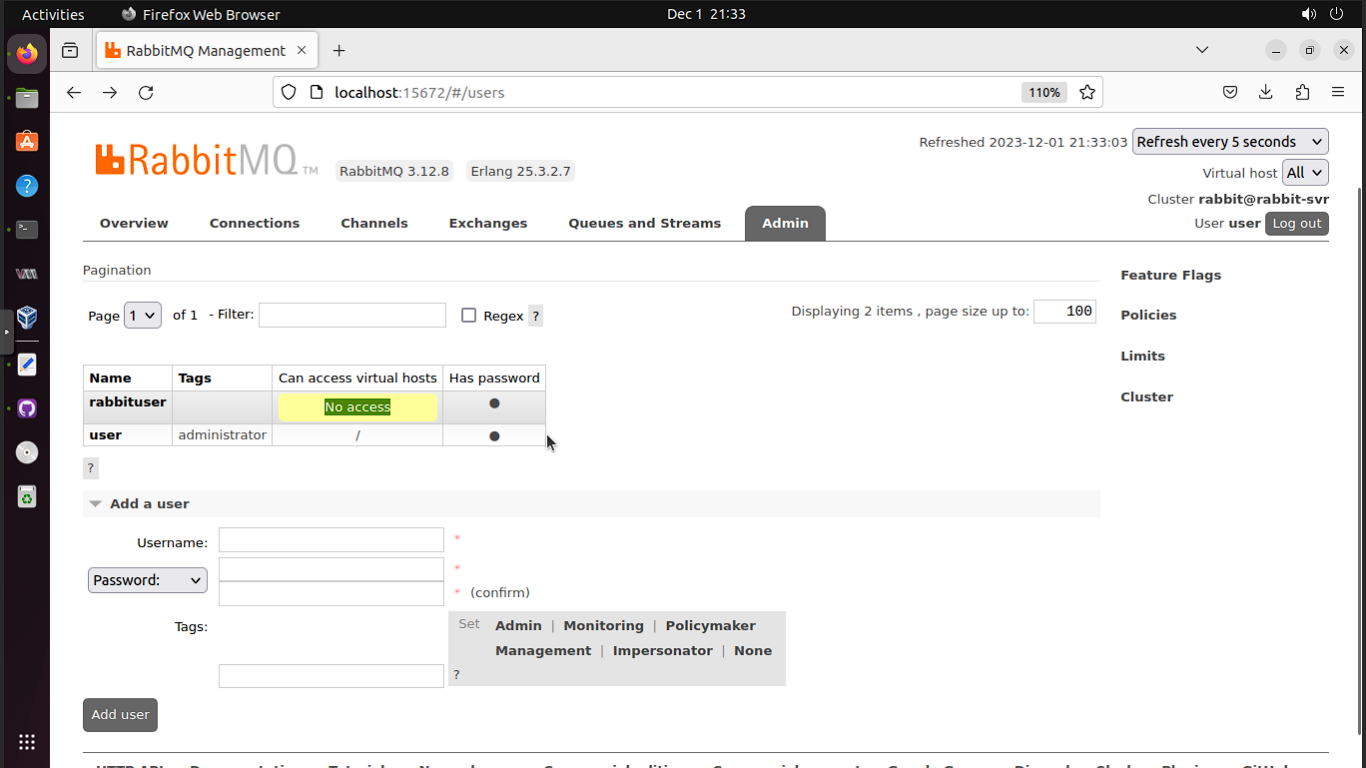 Activities Firefox Web Browser Dec 1 21:33
RabbitMQ Management
localhost:15672/#/users 110%
RabbitMQ TM RabbitMQ 3.12.8 Erlang 25.3.2.7
Refreshed 2023-12-01 21:33:03 Refresh every 5 seconds
Virtual host All
Cluster rabbit@rabbit-svr
User user Log out
Overview Connections Channels Exchanges Queues and Streams Admin
Pagination
Page 1 of 1 - Filter: Regex ? Displaying 2 items , page size up to: 100
Feature Flags
Policies
Limits
Cluster
Name Tags Can access virtual hosts Has password
rabbituser No access ●
user administrator / ●
?
Add a user
Username: *
Password: *
* (confirm)
Tags:
Set Admin | Monitoring | Policymaker
Management | Impersonator | None
?
Add user